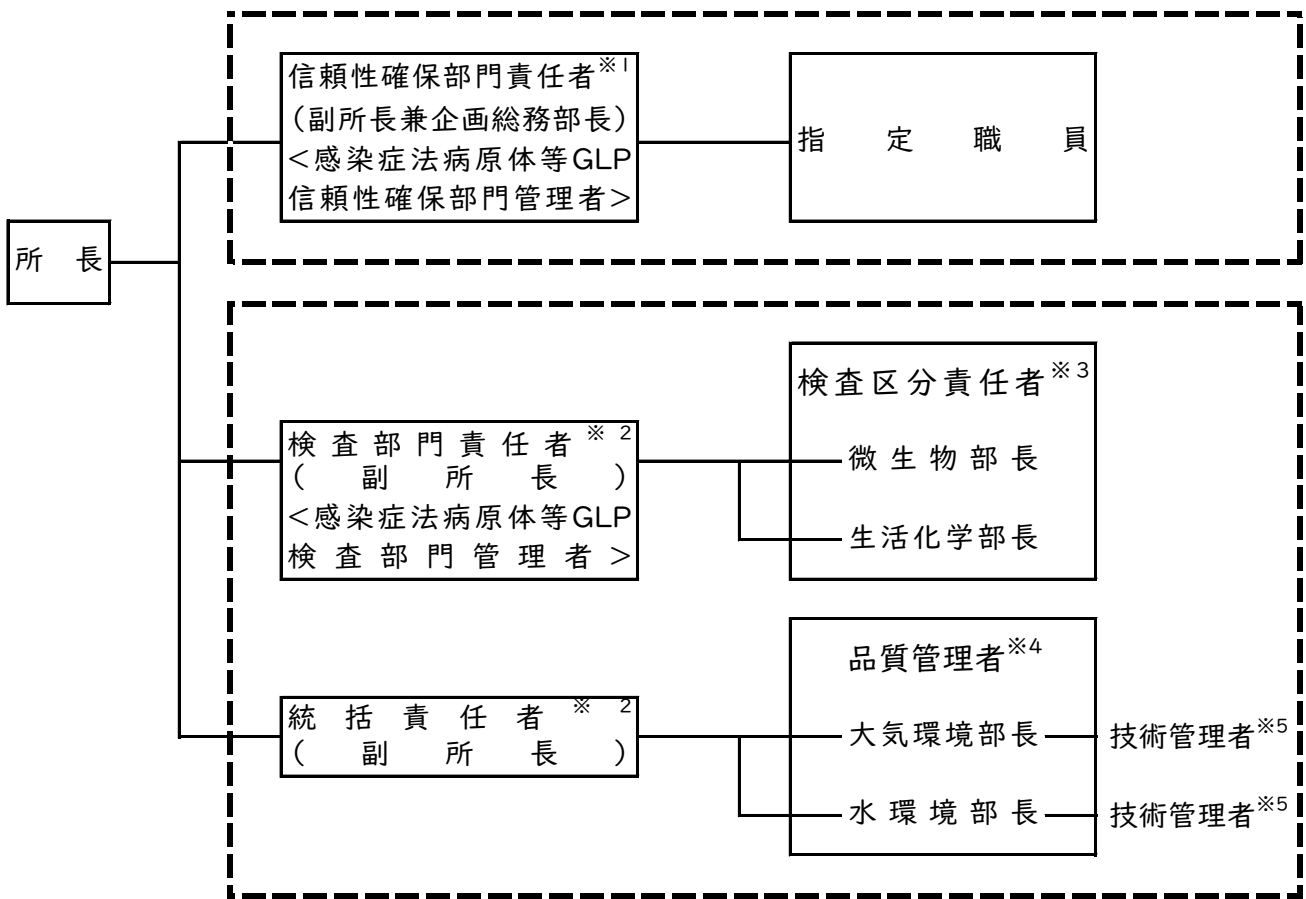 信頼性確保部門責任者※1
(副所長兼企画総務部長)
<感染症法病原体等GLP
信頼性確保部門管理者>
指定職員
所長
検査部門責任者※2
(副所長)
<感染症法病原体等GLP
検査部門管理者>
検査区分責任者※3
微生物部長
生活化学部長
統括責任者※2
(副所長)
品質管理者※4
大気環境部長
技術管理者※5
水環境部長
技術管理者※5